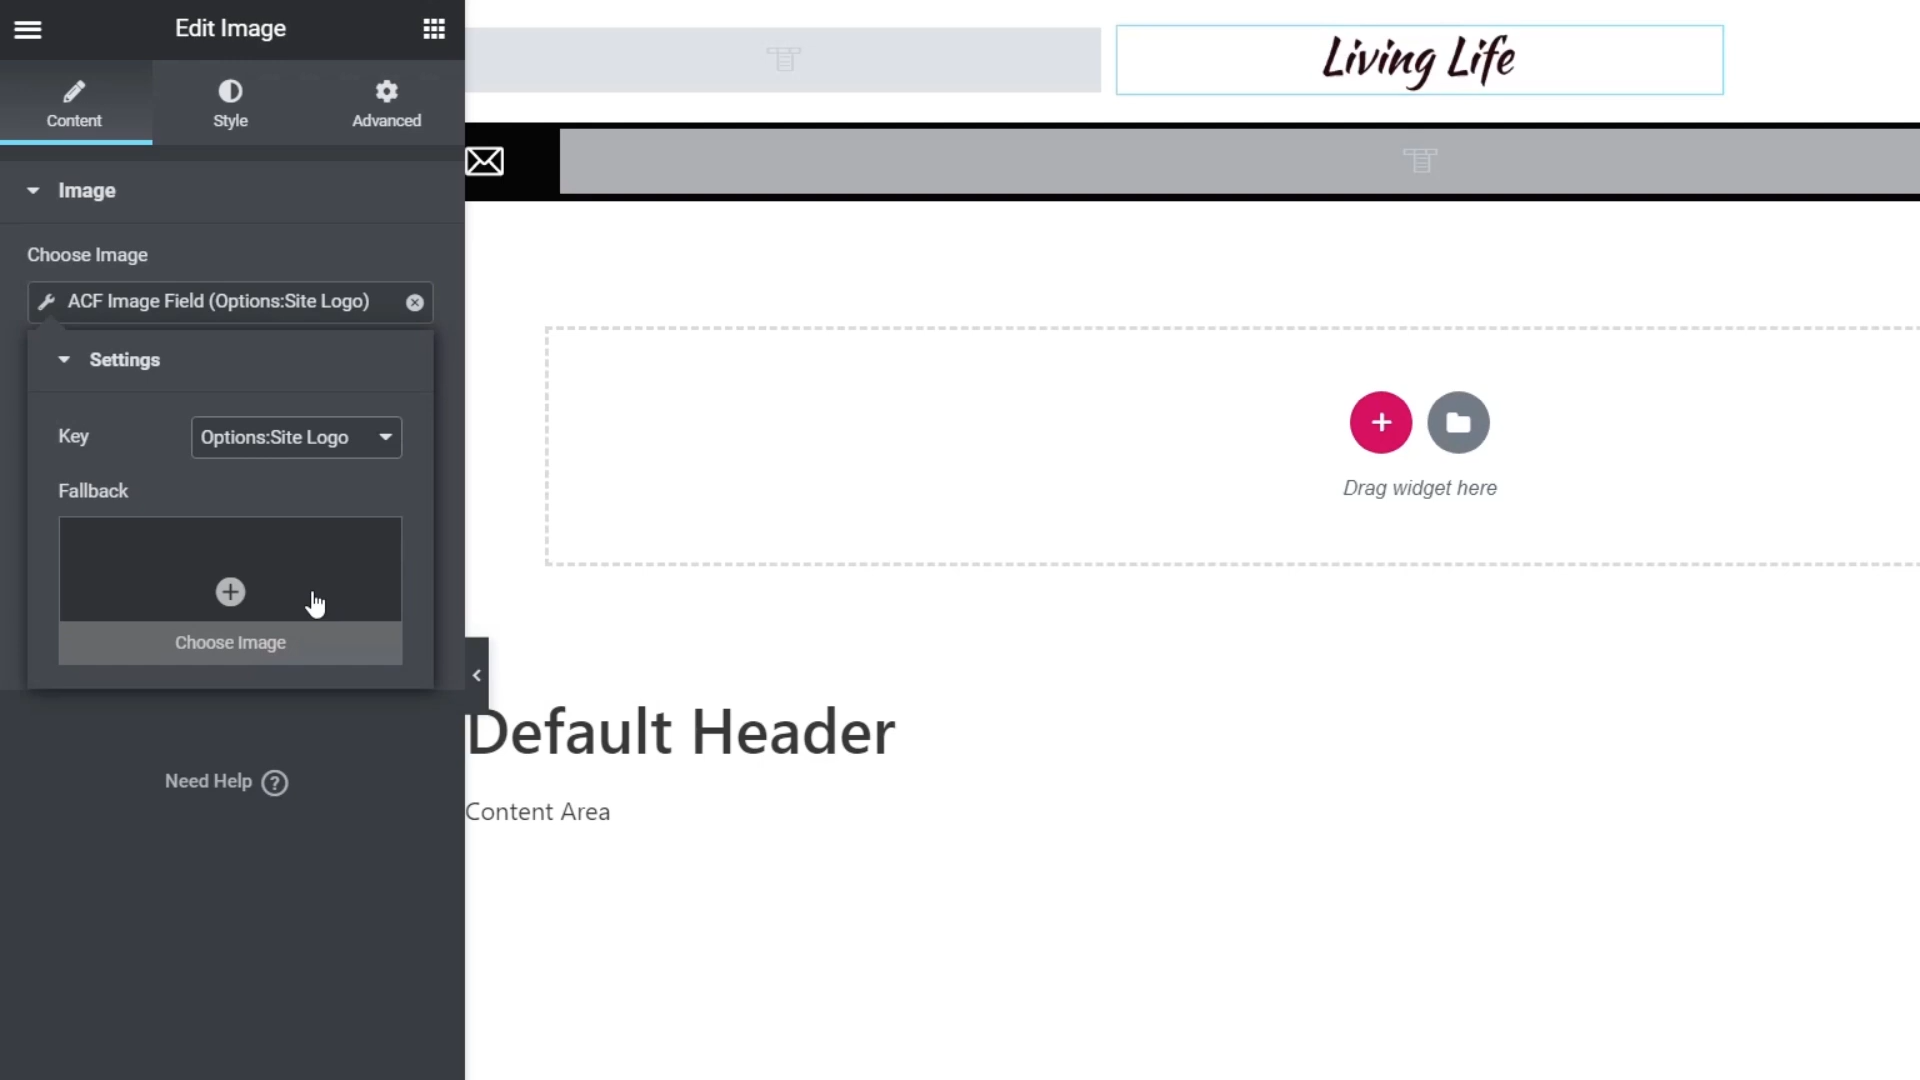 Edit Image
Content
Style
Advanced
Image
Choose Image
ACF Image Field (Options:Site Logo)
Settings
Key
Options:Site Logo
Fallback
Choose Image
Need Help ?
Living Life
Drag widget here
Default Header
Content Area